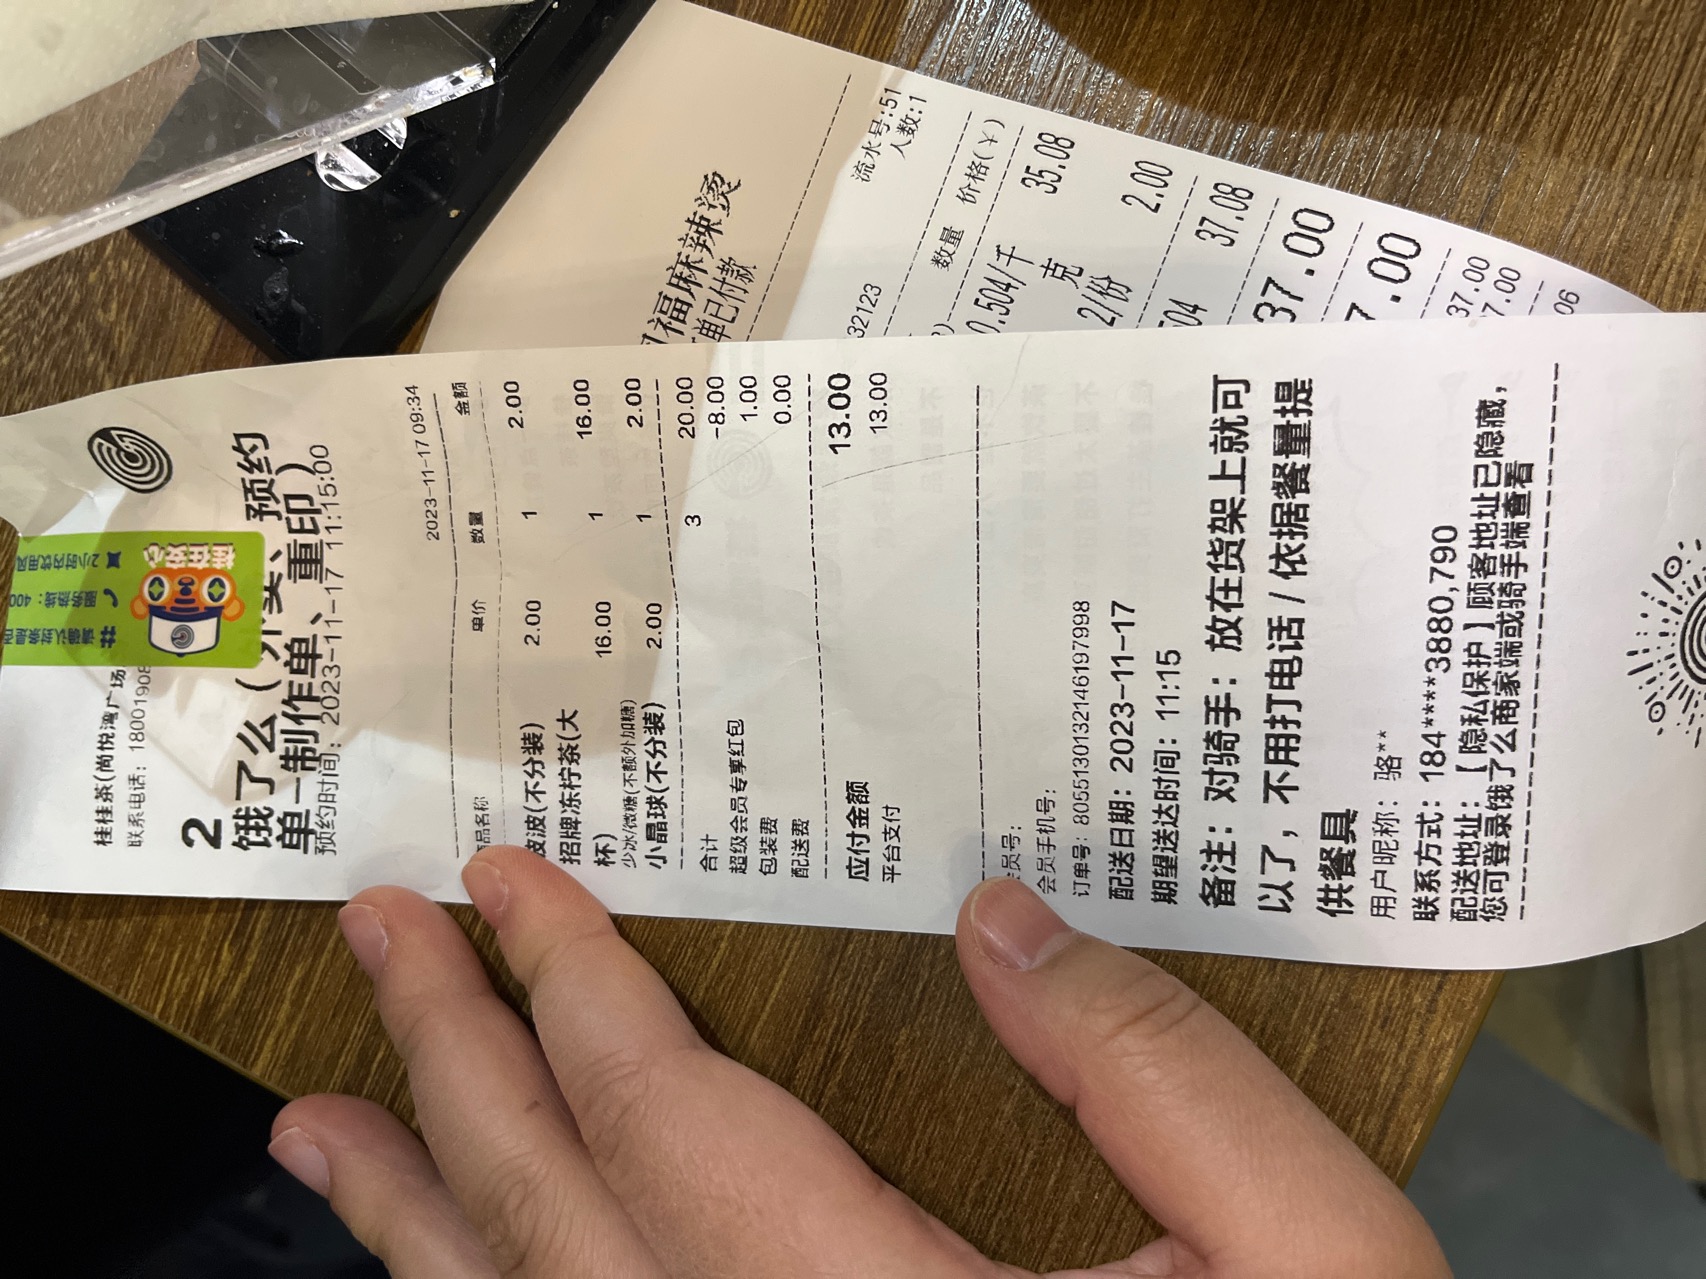 桂桂茶(尚悦湾广场
联系电话：18001908
2
饿了么(外卖、预约
单-制作单、重印)
预约时间：2023-11-17 11:15:00
2023-11-17 09:34
品名称 单价 数量 金额
波波(不分装) 2.00 1 2.00
招牌冻柠茶(大
杯) 16.00 1 16.00
少冰/微糖(不额外加糖)
小晶球(不分装) 2.00 1 2.00
合计 3 20.00
超级会员专享红包 -8.00
包装费 1.00
配送费 0.00
应付金额 13.00
平台支付 13.00
员号：
会员手机号：
订单号：8055130132146197998
配送日期：2023-11-17
期望送达时间：11:15
备注：对骑手：放在货架上就可
以了，不用打电话 / 依据餐量提
供餐具
用户昵称：骆**
联系方式：184****3880,790
配送地址：【隐私保护】顾客地址已隐藏，
您可登录饿了么商家端或骑手端查看
福麻辣烫
单已付款
流水号:51
32123 人数:1
数量 价格(¥)
0.504/千
克 35.08
2/份 2.00
504 37.08
37.00
7.00
37.00
7.00
06